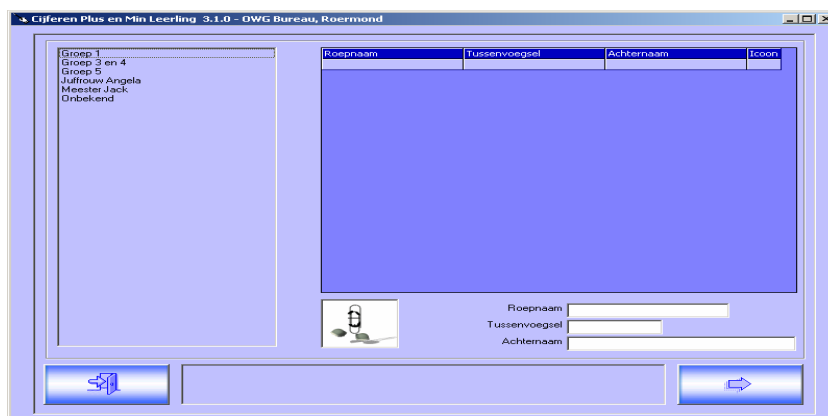 Cijferen Plus en Min Leerling 3.1.0 - OWG Bureau, Roermond
Groep 1
Groep 3 en 4
Groep 5
Juffrouw Angela
Meester Jack
Onbekend
Roepnaam Tussenvoegsel Achternaam Icoon
Roepnaam
Tussenvoegsel
Achternaam